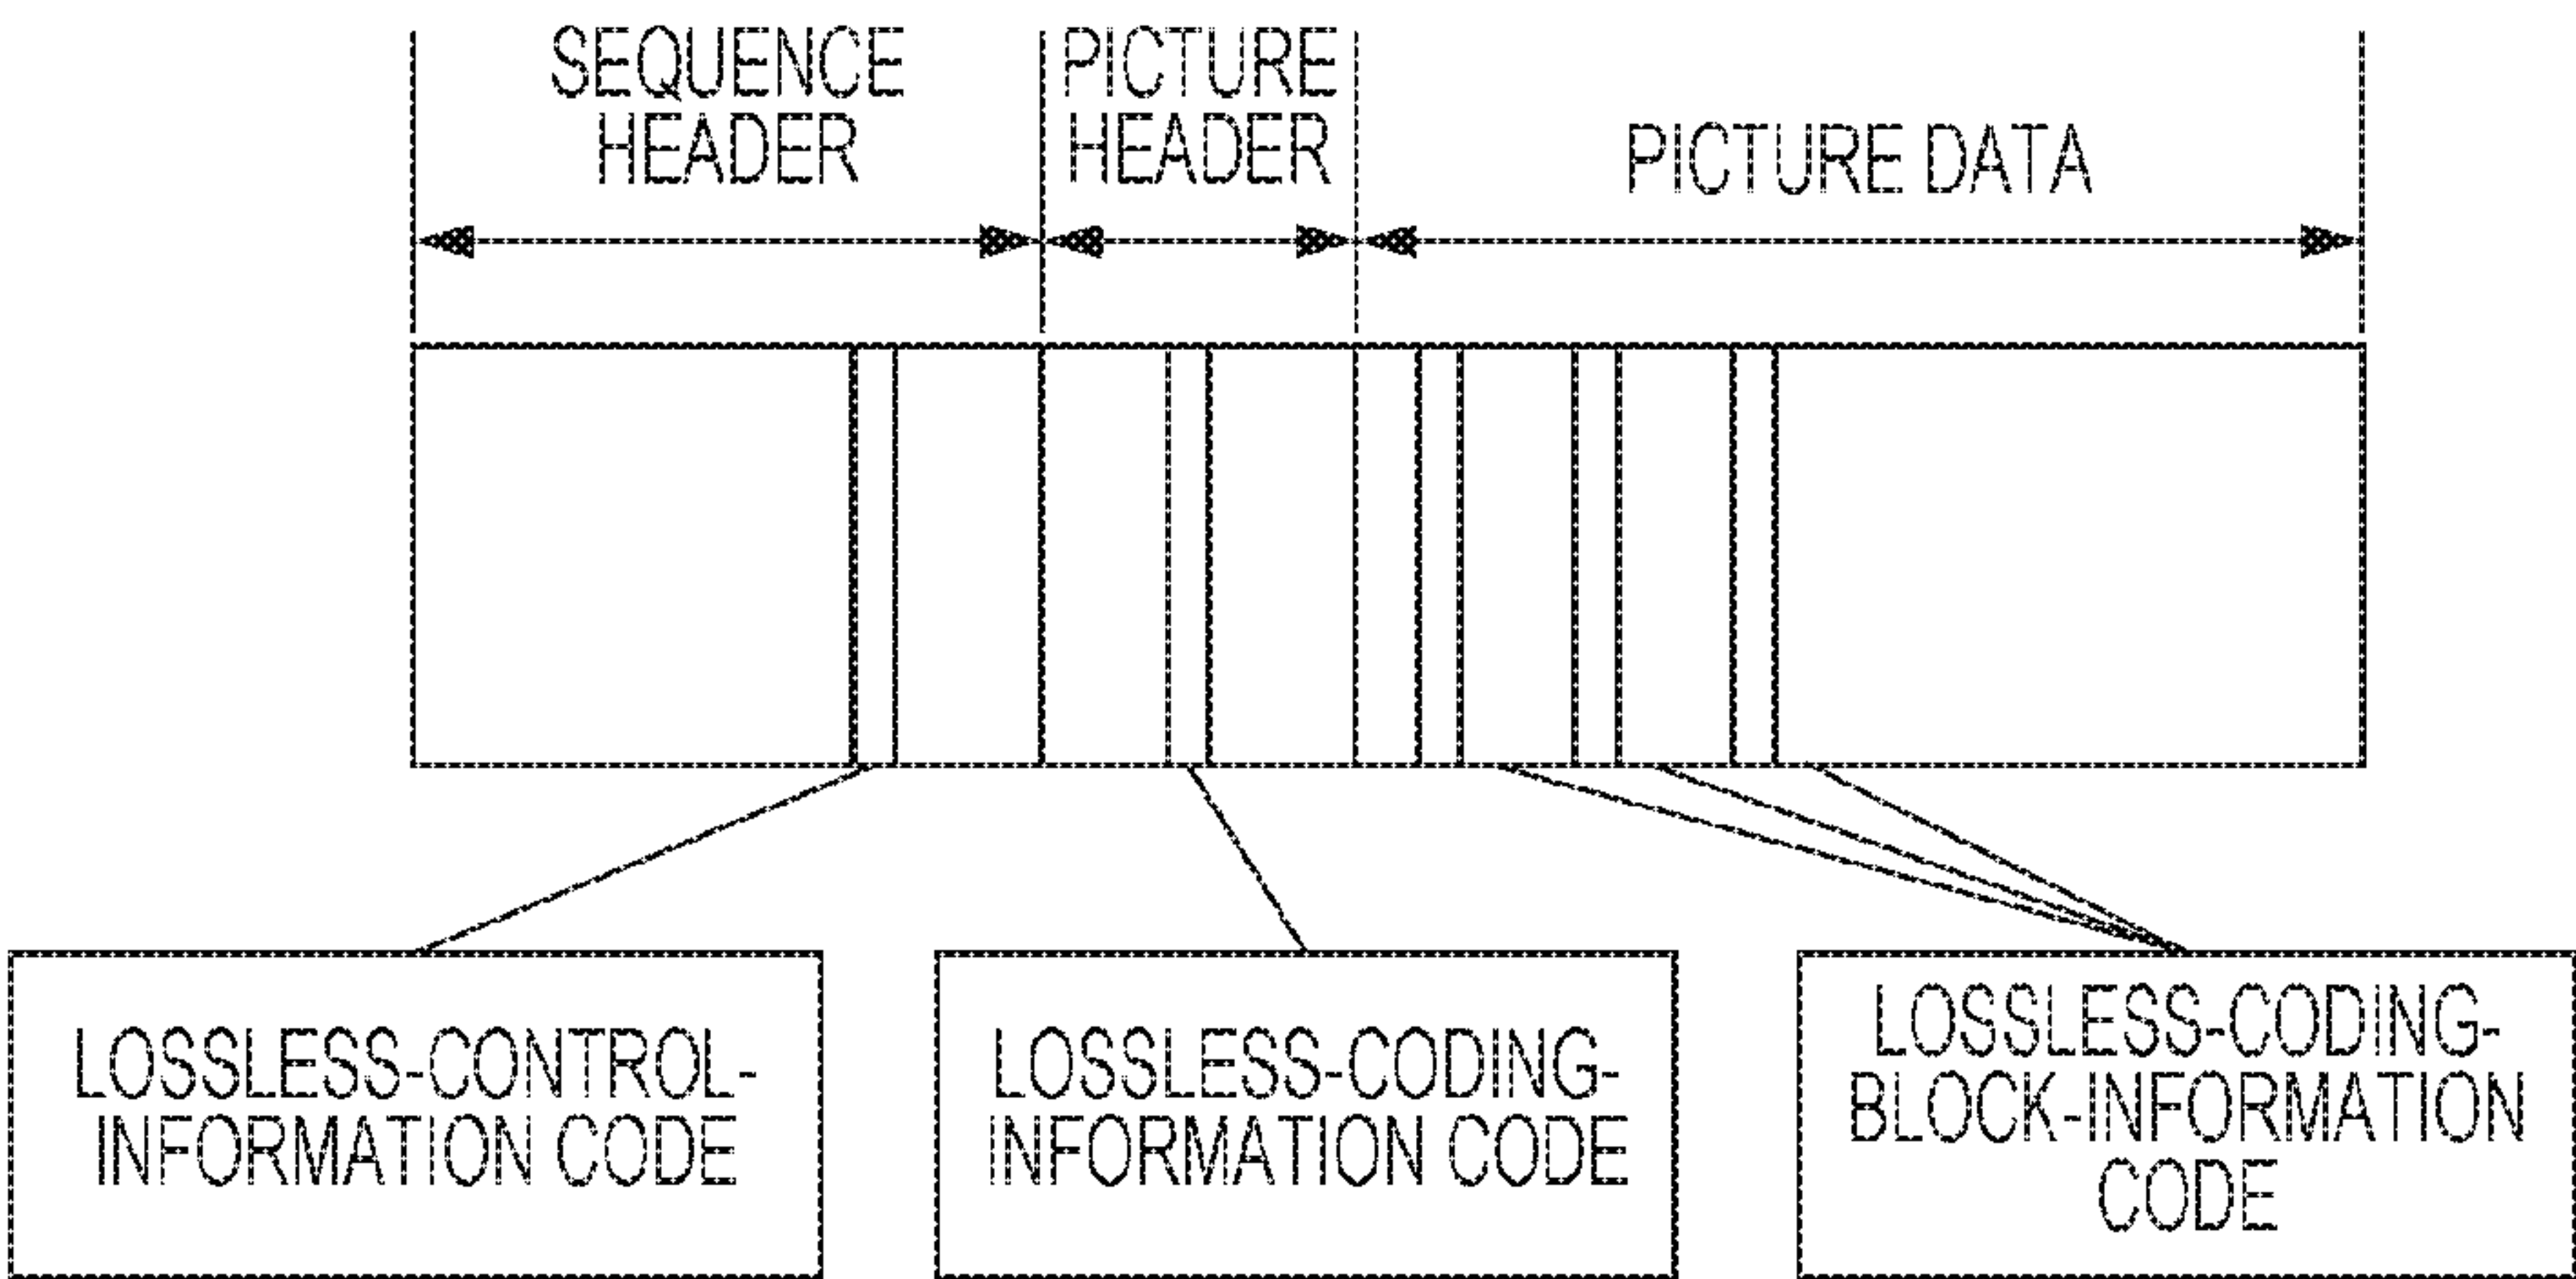 SEQUENCE
HEADER
PICTURE
HEADER
PICTURE DATA
LOSSLESS-CONTROL-
INFORMATION CODE
LOSSLESS-CODING-
INFORMATION CODE
LOSSLESS-CODING-
BLOCK-INFORMATION
CODE